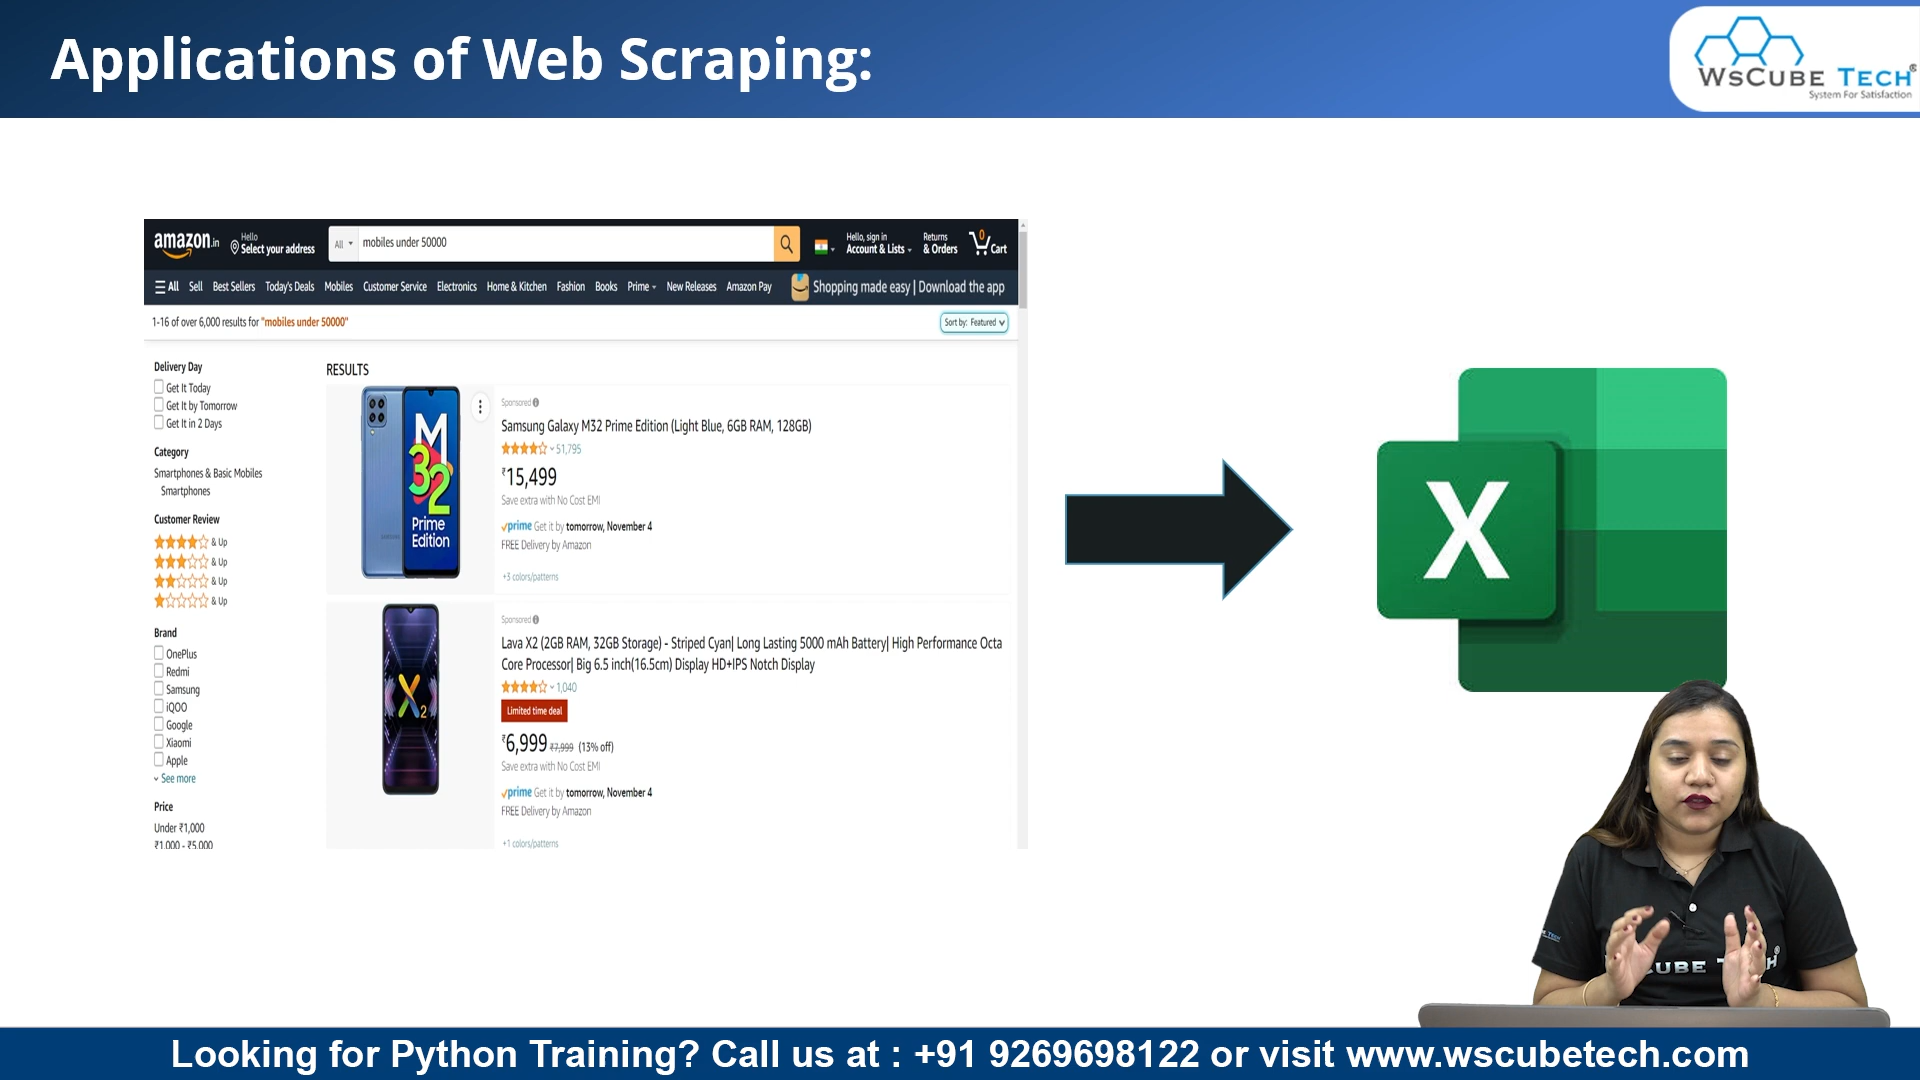 Applications of Web Scraping:
WSCUBE TECH
System For Satisfaction
amazon.in
Hello
Select your address
All
mobiles under 50000
Hello, sign in
Account & Lists
Returns
& Orders
0
Cart
All Sell Best Sellers Today's Deals Mobiles Customer Service Electronics Home & Kitchen Fashion Books Prime New Releases Amazon Pay
Shopping made easy | Download the app
1-16 of over 6,000 results for "mobiles under 50000"
Sort by: Featured
Delivery Day
Get It Today
Get It by Tomorrow
Get It in 2 Days
Category
Smartphones & Basic Mobiles
Smartphones
Customer Review
& Up
& Up
& Up
& Up
Brand
OnePlus
Redmi
Samsung
iQOO
Google
Xiaomi
Apple
See more
Price
Under ₹1,000
₹1,000 - ₹5,000
RESULTS
M
32
Prime
Edition
Sponsored
Samsung Galaxy M32 Prime Edition (Light Blue, 6GB RAM, 128GB)
51,795
₹15,499
Save extra with No Cost EMI
prime Get it by tomorrow, November 4
FREE Delivery by Amazon
+3 colors/patterns
X2
Sponsored
Lava X2 (2GB RAM, 32GB Storage) - Striped Cyan| Long Lasting 5000 mAh Battery| High Performance Octa
Core Processor| Big 6.5 inch(16.5cm) Display HD+IPS Notch Display
1,040
Limited time deal
₹6,999 ₹7,999 (13% off)
Save extra with No Cost EMI
prime Get it by tomorrow, November 4
FREE Delivery by Amazon
+1 colors/patterns
X
Looking for Python Training? Call us at : +91 9269698122 or visit www.wscubetech.com